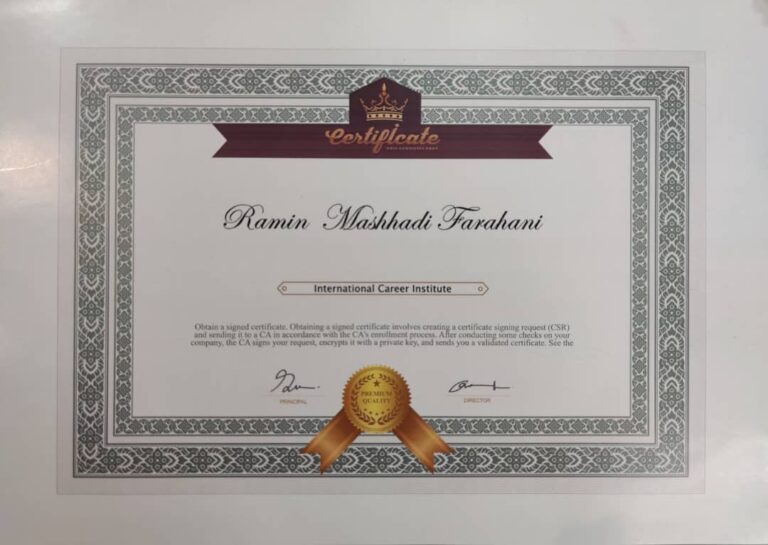 Certificate
Ramin Mashhadi Farahani
International Career Institute
Obtain a signed certificate. Obtaining a signed certificate involves creating a certificate signing request (CSR)
and sending it to a CA in accordance with the CA's enrollment process. After conducting some checks on your
company, the CA signs your request, encrypts it with a private key, and sends you a validated certificate. See the
PREMIUM
QUALITY
PRINCIPAL
DIRECTOR